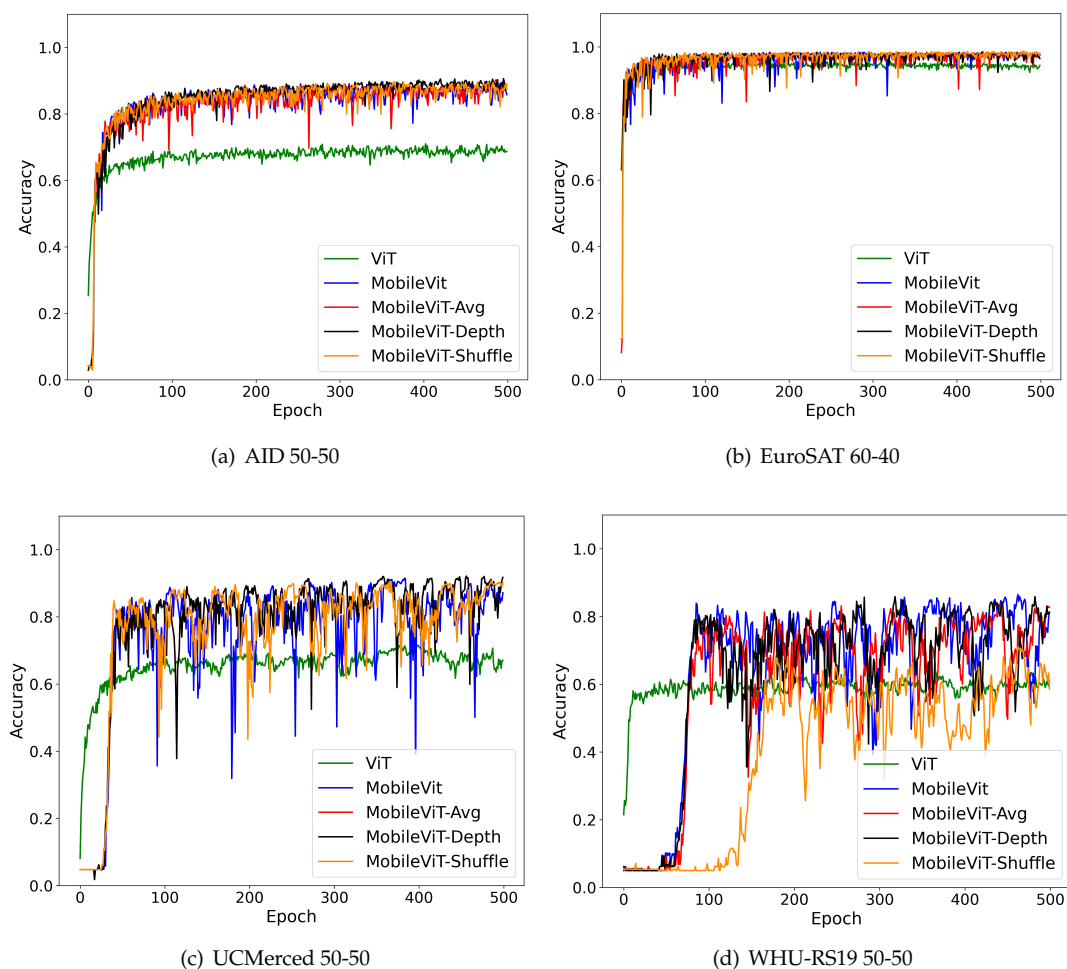 1.0
0.8
0.6
0.4
0.2
0.0
Accuracy
0 100 200 300 400 500
Epoch
ViT
MobileVit
MobileViT-Avg
MobileViT-Depth
MobileViT-Shuffle
(a) AID 50-50
1.0
0.8
0.6
0.4
0.2
0.0
Accuracy
0 100 200 300 400 500
Epoch
ViT
MobileVit
MobileViT-Avg
MobileViT-Depth
MobileViT-Shuffle
(b) EuroSAT 60-40
1.0
0.8
0.6
0.4
0.2
0.0
Accuracy
0 100 200 300 400 500
Epoch
ViT
MobileVit
MobileViT-Avg
MobileViT-Depth
MobileViT-Shuffle
(c) UCMerced 50-50
1.0
0.8
0.6
0.4
0.2
0.0
Accuracy
0 100 200 300 400 500
Epoch
ViT
MobileVit
MobileViT-Avg
MobileViT-Depth
MobileViT-Shuffle
(d) WHU-RS19 50-50